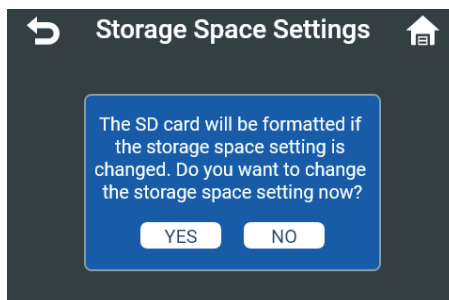 Storage Space Settings
The SD card will be formatted if
the storage space setting is
changed. Do you want to change
the storage space setting now?
YES NO